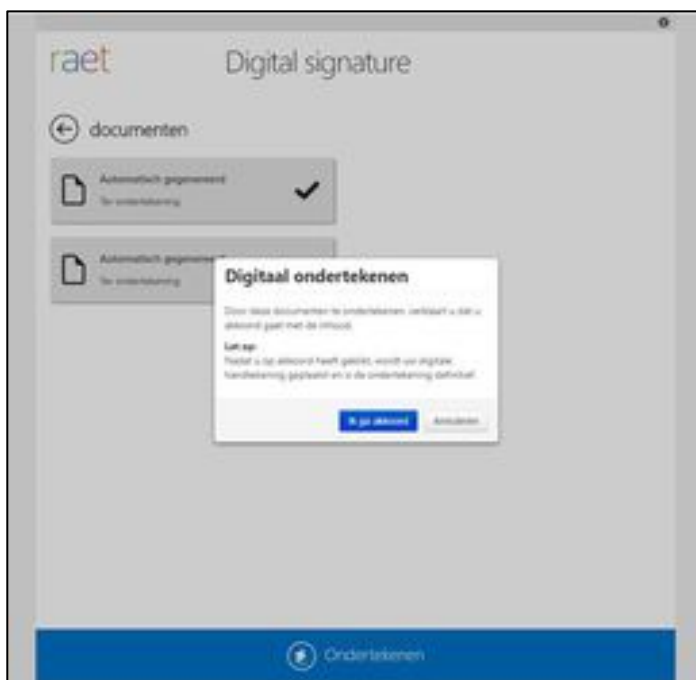 raet
Digital signature
documenten
Automatisch gegenereerd
Ter ondertekening
Automatisch gegenereerd
Ter ondertekening
Digitaal ondertekenen
Door deze documenten te ondertekenen, verklaart u dat u
akkoord gaat met de inhoud.
Let op:
Nadat u op akkoord heeft geklikt, wordt uw digitale
handtekening geplaatst en is de ondertekening definitief.
Ik ga akkoord
Annuleren
Ondertekenen